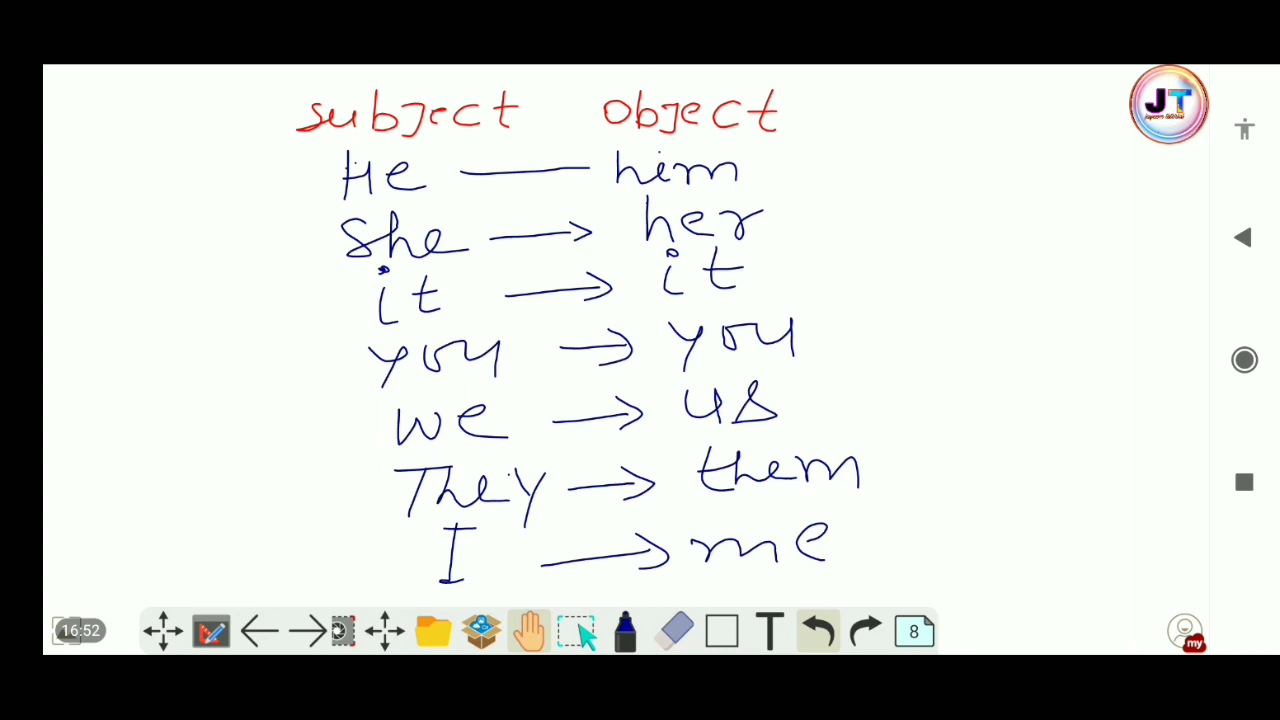 subject object
He — him
She → her
it → it
you → you
we → us
They → them
I → me
JT
16:52
T
8
my